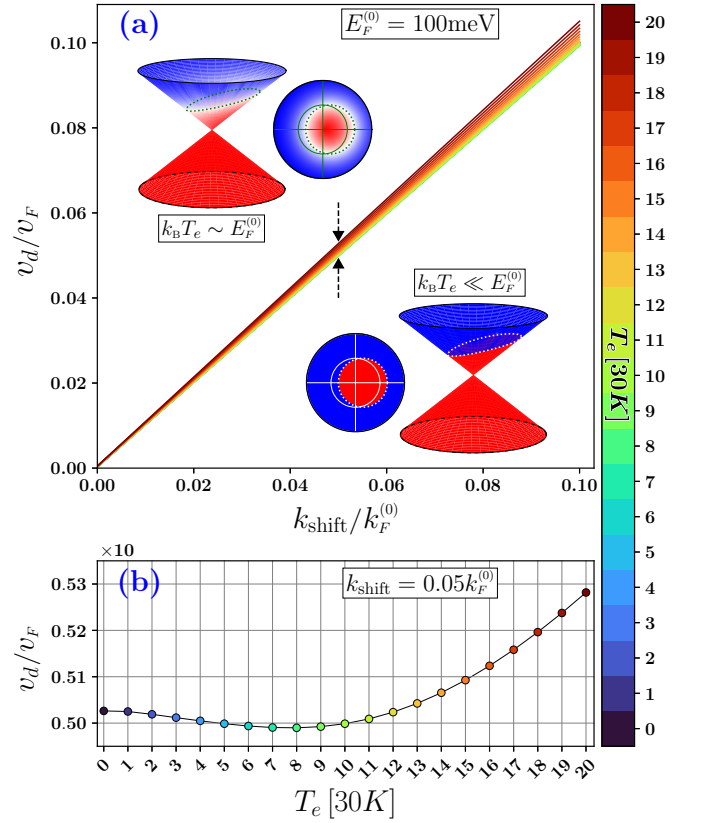 (a)
E_F^(0) = 100meV
k_B T_e ∼ E_F^(0)
k_B T_e ≪ E_F^(0)
0.10
0.08
0.06
0.04
0.02
0.00
v_d/v_F
0.00 0.02 0.04 0.06 0.08 0.10
k_shift/k_F^(0)
×10
(b)
k_shift = 0.05k_F^(0)
0.53
0.52
0.51
0.50
v_d/v_F
0 1 2 3 4 5 6 7 8 9 10 11 12 13 14 15 16 17 18 19 20
T_e [30K]
20
19
18
17
16
15
14
13
12
11
10
9
8
7
6
5
4
3
2
1
0
T_e [30K]